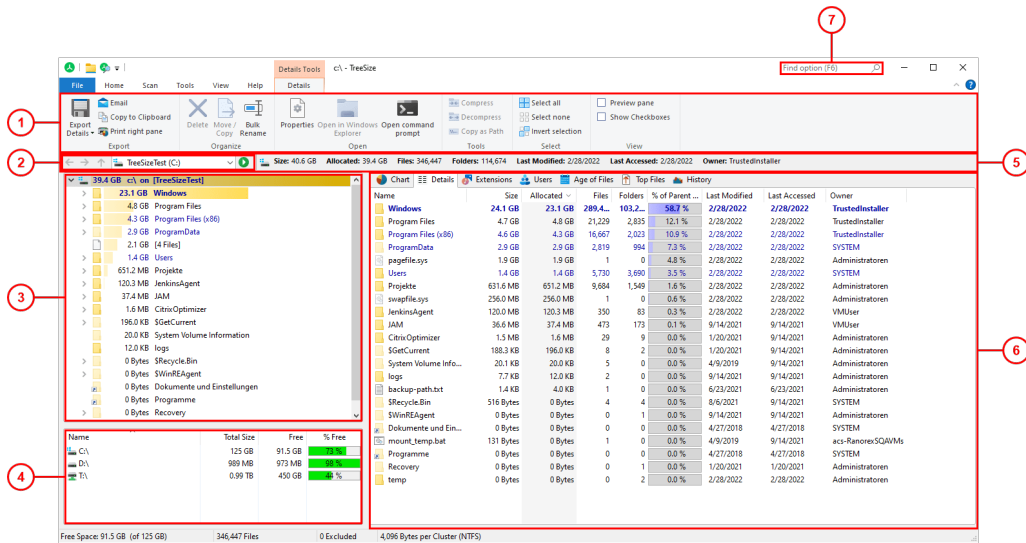 7
Details Tools c:\ - TreeSize Find option (F6)
File Home Scan Tools View Help Details
1
Export Details Email Copy to Clipboard Print right pane Export
Delete Move / Copy Bulk Rename Organize
Properties Open in Windows Explorer Open command prompt Open
Compress Decompress Copy as Path Tools
Select all Select none Invert selection Select
Preview pane Show Checkboxes View
2
TreeSizeTest (C:) Size: 40.6 GB Allocated: 39.4 GB Files: 346,447 Folders: 114,674 Last Modified: 2/28/2022 Last Accessed: 2/28/2022 Owner: TrustedInstaller
5
3
39.4 GB c:\ on [TreeSizeTest]
23.1 GB Windows
4.8 GB Program Files
4.3 GB Program Files (x86)
2.9 GB ProgramData
2.1 GB [4 Files]
1.4 GB Users
651.2 MB Projekte
120.3 MB JenkinsAgent
37.4 MB JAM
1.6 MB CitrixOptimizer
196.0 KB $GetCurrent
20.0 KB System Volume Information
12.0 KB logs
0 Bytes $Recycle.Bin
0 Bytes $WinREAgent
0 Bytes Dokumente und Einstellungen
0 Bytes Programme
0 Bytes Recovery
4
Name Total Size Free % Free
C:\ 125 GB 91.5 GB 73 %
D:\ 989 MB 973 MB 98 %
T:\ 0.99 TB 450 GB 44 %
Chart Details Extensions Users Age of Files Top Files History
Name Size Allocated Files Folders % of Parent ... Last Modified Last Accessed Owner
Windows 24.1 GB 23.1 GB 289,4... 103,2... 58.7 % 2/28/2022 2/28/2022 TrustedInstaller
Program Files 4.7 GB 4.8 GB 21,229 2,835 12.1 % 2/28/2022 2/28/2022 TrustedInstaller
Program Files (x86) 4.6 GB 4.3 GB 16,667 2,023 10.9 % 2/28/2022 2/28/2022 TrustedInstaller
ProgramData 2.9 GB 2.9 GB 2,819 994 7.3 % 2/28/2022 2/28/2022 SYSTEM
pagefile.sys 1.9 GB 1.9 GB 1 0 4.8 % 2/28/2022 2/28/2022 Administratoren
Users 1.4 GB 1.4 GB 5,730 3,690 3.5 % 2/28/2022 2/28/2022 SYSTEM
Projekte 631.6 MB 651.2 MB 9,684 1,549 1.6 % 2/28/2022 2/28/2022 Administratoren
swapfile.sys 256.0 MB 256.0 MB 1 0 0.6 % 2/28/2022 2/28/2022 Administratoren
JenkinsAgent 120.0 MB 120.3 MB 350 83 0.3 % 2/28/2022 2/28/2022 VMUser
JAM 36.6 MB 37.4 MB 473 173 0.1 % 2/28/2022 9/14/2021 VMUser
CitrixOptimizer 1.5 MB 1.6 MB 29 9 0.0 % 1/20/2021 9/14/2021 Administratoren
$GetCurrent 188.3 KB 196.0 KB 8 2 0.0 % 1/20/2021 9/14/2021 Administratoren
System Volume Info... 20.1 KB 20.0 KB 5 0 0.0 % 4/9/2019 9/14/2021 Administratoren
logs 7.7 KB 12.0 KB 2 2 0.0 % 9/14/2021 9/14/2021 Administratoren
backup-path.txt 1.4 KB 4.0 KB 1 0 0.0 % 6/23/2021 6/23/2021 Administratoren
$Recycle.Bin 516 Bytes 0 Bytes 4 4 0.0 % 8/6/2021 9/14/2021 SYSTEM
$WinREAgent 0 Bytes 0 Bytes 0 1 0.0 % 9/14/2021 9/14/2021 Administratoren
Dokumente und Ein... 0 Bytes 0 Bytes 0 0 0.0 % 4/27/2018 4/27/2018 SYSTEM
mount_temp.bat 131 Bytes 0 Bytes 1 0 0.0 % 4/9/2019 9/14/2021 acs-RanorexSQAVMs
Programme 0 Bytes 0 Bytes 0 0 0.0 % 4/27/2018 4/27/2018 SYSTEM
Recovery 0 Bytes 0 Bytes 0 1 0.0 % 1/20/2021 1/20/2021 Administratoren
temp 0 Bytes 0 Bytes 0 2 0.0 % 2/28/2022 2/28/2022 Administratoren
6
Free Space: 91.5 GB (of 125 GB) 346,447 Files 0 Excluded 4,096 Bytes per Cluster (NTFS)